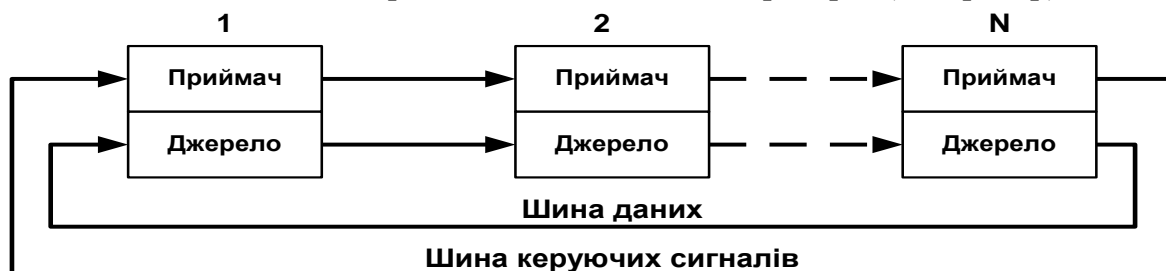 1 2 N
Приймач Приймач Приймач
Джерело Джерело Джерело
Шина даних
Шина керуючих сигналів